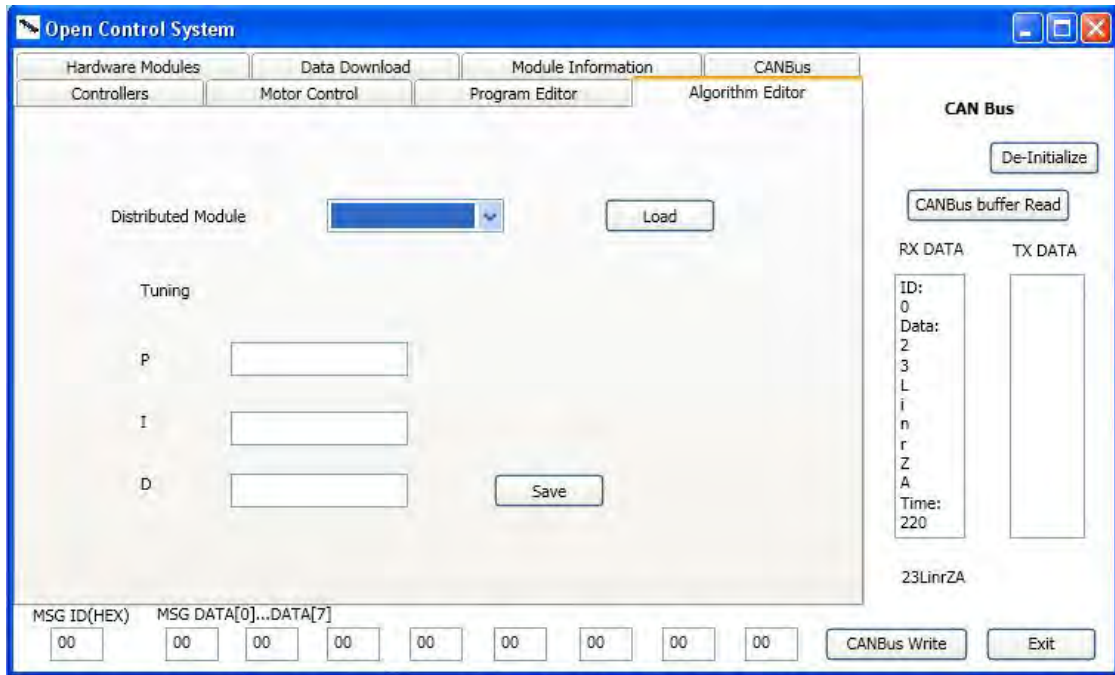 Open Control System
Hardware Modules Data Download Module Information CANBus
Controllers Motor Control Program Editor Algorithm Editor
CAN Bus
De-Initialize
Distributed Module Load
CANBus buffer Read
RX DATA TX DATA
Tuning
P
I
D
Save
ID:
0
Data:
2
3
L
i
n
r
Z
A
Time:
220
23LinrZA
MSG ID(HEX) MSG DATA[0]...DATA[7]
00 00 00 00 00 00 00 00 00 CANBus Write Exit